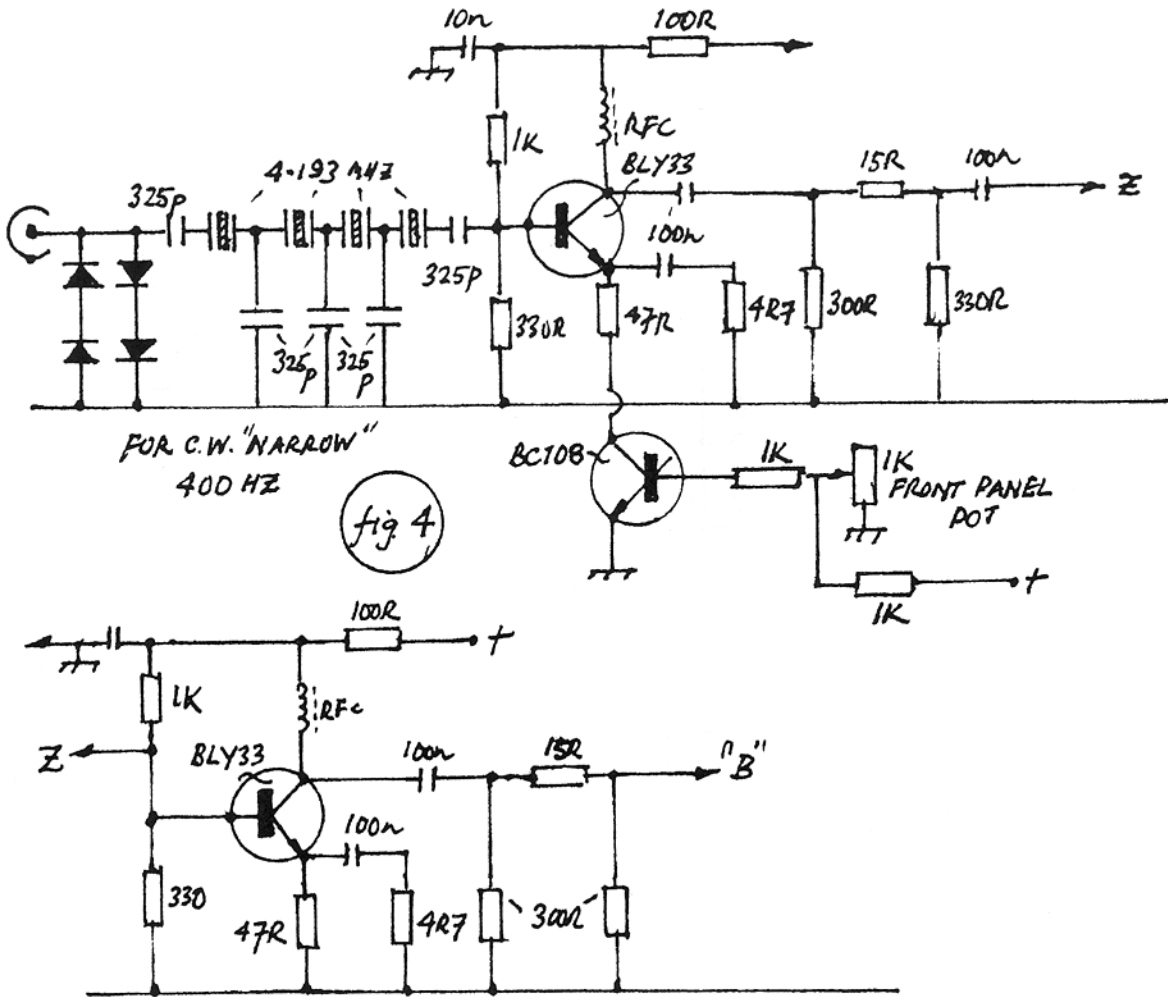 10n
100R
1K
RFC
BLY33
4.193 MHZ
325p
325p
15R
100n
Z
100n
330R
47R
4R7
300R
330R
325p
325p
FOR C.W. "NARROW"
400 HZ
BC108
1K
1K
FRONT PANEL
POT
fig. 4
+
1K
100R
+
1K
RFC
Z
BLY33
100n
15R
"B"
100n
330
47R
4R7
300R